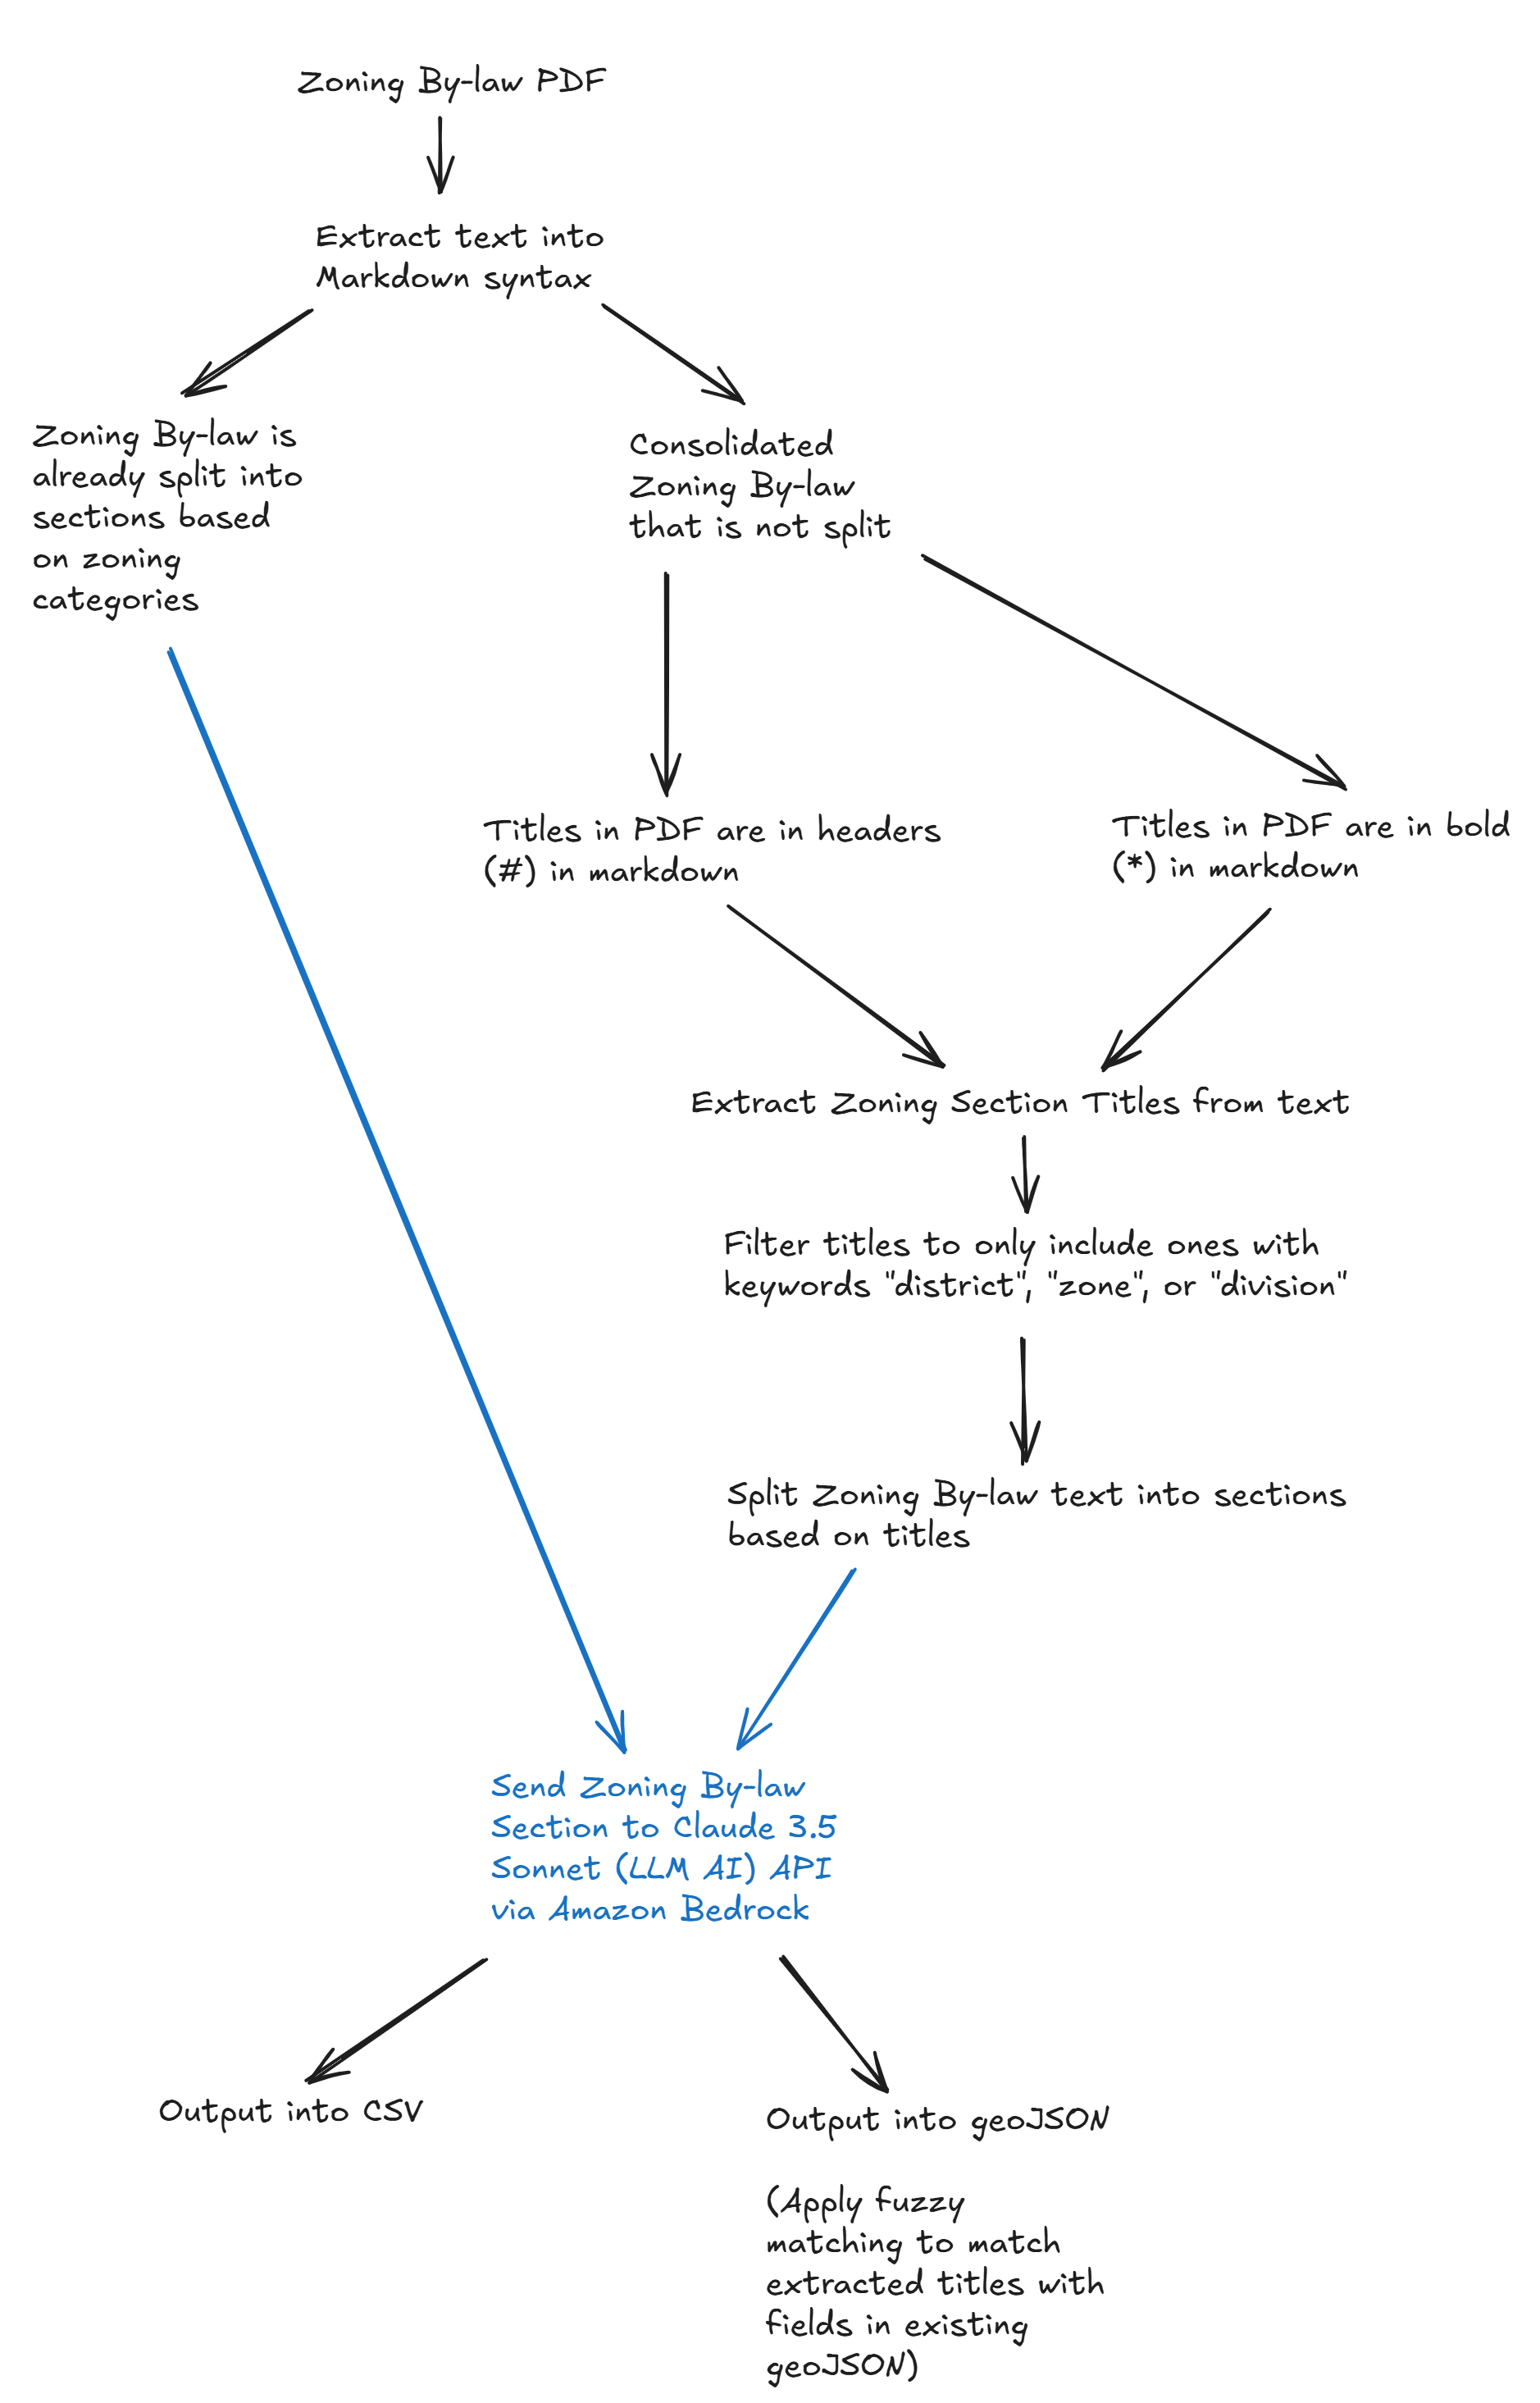 Zoning By-law PDF
Extract text into
Markdown syntax
Zoning By-law is
already split into
sections based
on zoning
categories
Consolidated
Zoning By-law
that is not split
Titles in PDF are in headers
(#) in markdown
Titles in PDF are in bold
(*) in markdown
Extract Zoning Section Titles from text
Filter titles to only include ones with
keywords "district", "zone", or "division"
Split Zoning By-law text into sections
based on titles
Send Zoning By-law
Section to Claude 3.5
Sonnet (LLM AI) API
via Amazon Bedrock
Output into CSV
Output into geoJSON
(Apply fuzzy
matching to match
extracted titles with
fields in existing
geoJSON)